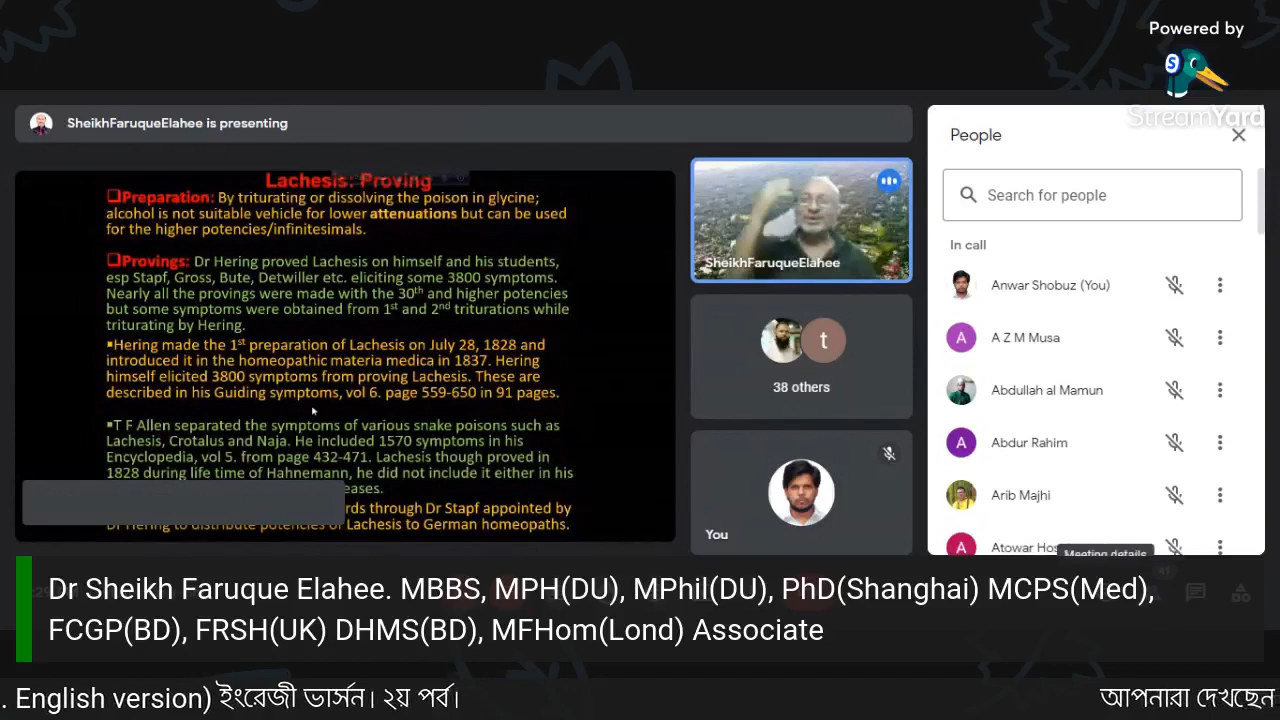 Powered by
S
StreamYard
SheikhFaruqueElahee is presenting
Lachesis: Proving
❑Preparation: By triturating or dissolving the poison in glycine;
alcohol is not suitable vehicle for lower attenuations but can be used
for the higher potencies/infinitesimals.
❑Provings: Dr Hering proved Lachesis on himself and his students,
esp Stapf, Gross, Bute, Detwiller etc. eliciting some 3800 symptoms.
Nearly all the provings were made with the 30th and higher potencies
but some symptoms were obtained from 1st and 2nd triturations while
triturating by Hering.
▪Hering made the 1st preparation of Lachesis on July 28, 1828 and
introduced it in the homeopathic materia medica in 1837. Hering
himself elicited 3800 symptoms from proving Lachesis. These are
described in his Guiding symptoms, vol 6. page 559-650 in 91 pages.
▪T F Allen separated the symptoms of various snake poisons such as
Lachesis, Crotalus and Naja. He included 1570 symptoms in his
Encyclopedia, vol 5. from page 432-471. Lachesis though proved in
1828 during life time of Hahnemann, he did not include it either in his
eases.
rds through Dr Stapf appointed by
Dr Hering to distribute potencies of Lachesis to German homeopaths.
SheikhFaruqueElahee
t
38 others
You
People
Search for people
In call
Anwar Shobuz (You)
A
A Z M Musa
Abdullah al Mamun
A
Abdur Rahim
Arib Majhi
A
Atowar Hos
Meeting details
41
Dr Sheikh Faruque Elahee. MBBS, MPH(DU), MPhil(DU), PhD(Shanghai) MCPS(Med),
FCGP(BD), FRSH(UK) DHMS(BD), MFHom(Lond) Associate
. English version) ইংরেজী ভার্সন। ২য় পর্ব।
আপনারা দেখছেন